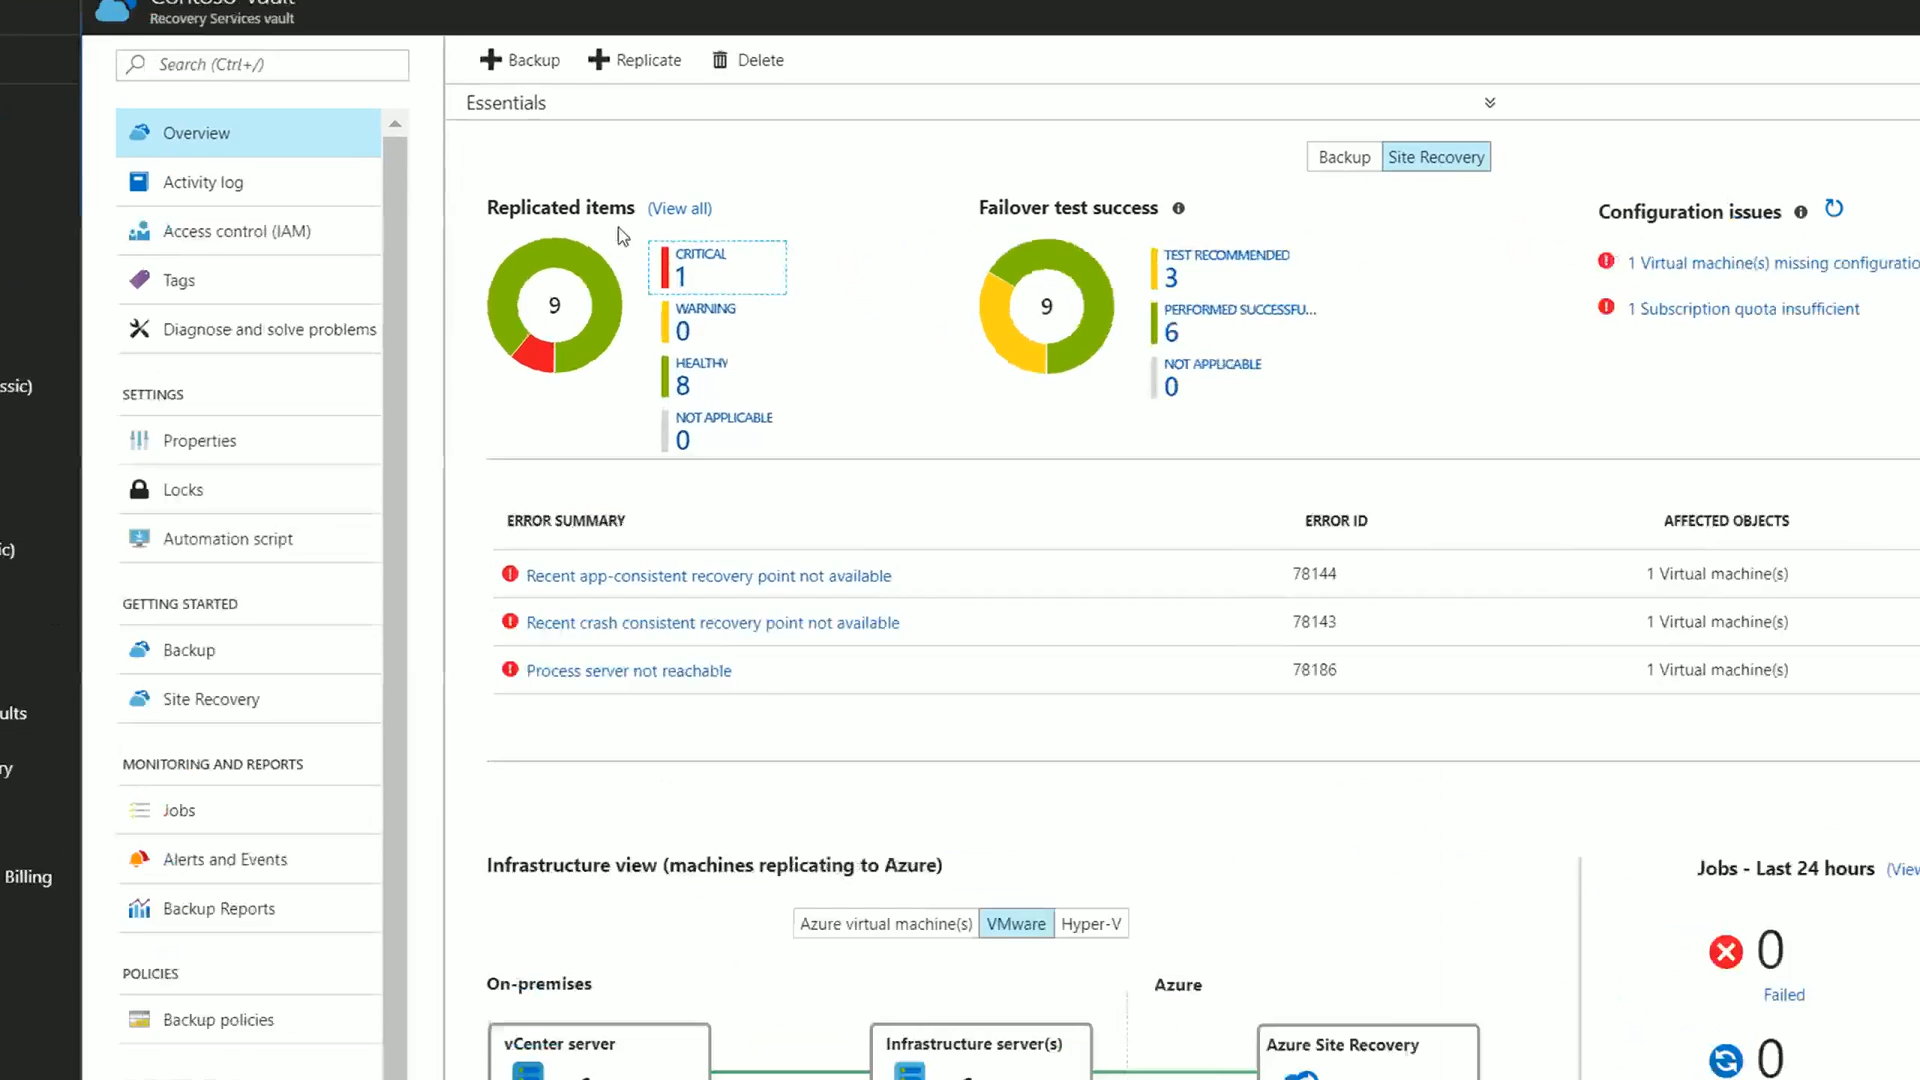 Contoso-Vault
Recovery Services vault
Search (Ctrl+/)
Overview
Activity log
Access control (IAM)
Tags
Diagnose and solve problems
SETTINGS
Properties
Locks
Automation script
GETTING STARTED
Backup
Site Recovery
MONITORING AND REPORTS
Jobs
Alerts and Events
Backup Reports
POLICIES
Backup policies
ssic)
ic)
ults
ry
Billing
Backup
Replicate
Delete
Essentials
Backup
Site Recovery
Replicated items (View all)
9
CRITICAL
1
WARNING
0
HEALTHY
8
NOT APPLICABLE
0
Failover test success
9
TEST RECOMMENDED
3
PERFORMED SUCCESSFU...
6
NOT APPLICABLE
0
Configuration issues
1 Virtual machine(s) missing configuratio
1 Subscription quota insufficient
ERROR SUMMARY ERROR ID AFFECTED OBJECTS
Recent app-consistent recovery point not available 78144 1 Virtual machine(s)
Recent crash consistent recovery point not available 78143 1 Virtual machine(s)
Process server not reachable 78186 1 Virtual machine(s)
Infrastructure view (machines replicating to Azure)
Azure virtual machine(s) VMware Hyper-V
On-premises
Azure
vCenter server
Infrastructure server(s)
Azure Site Recovery
Jobs - Last 24 hours (View
0
Failed
0